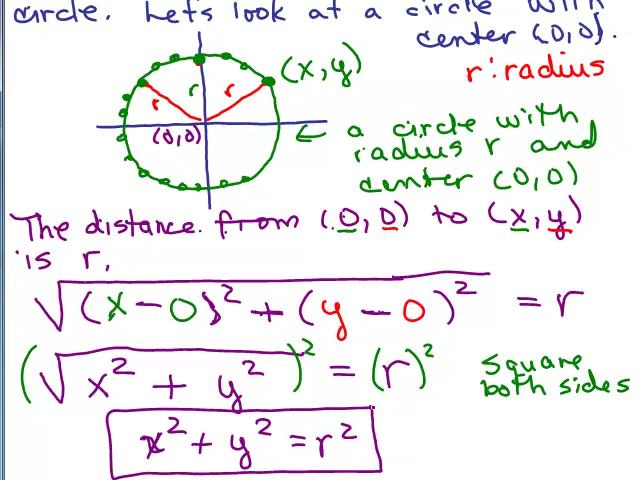 circle. Let's look at a circle with
center (0,0).
r: radius
(x,y)
r
r
r
(0,0)
← a circle with
radius r and
center (0,0)
The distance from (0,0) to (x,y)
is r,
√((x-0)²+(y-0)²) = r
(√(x²+y²))² = (r)²
square
both sides
x²+y²=r²